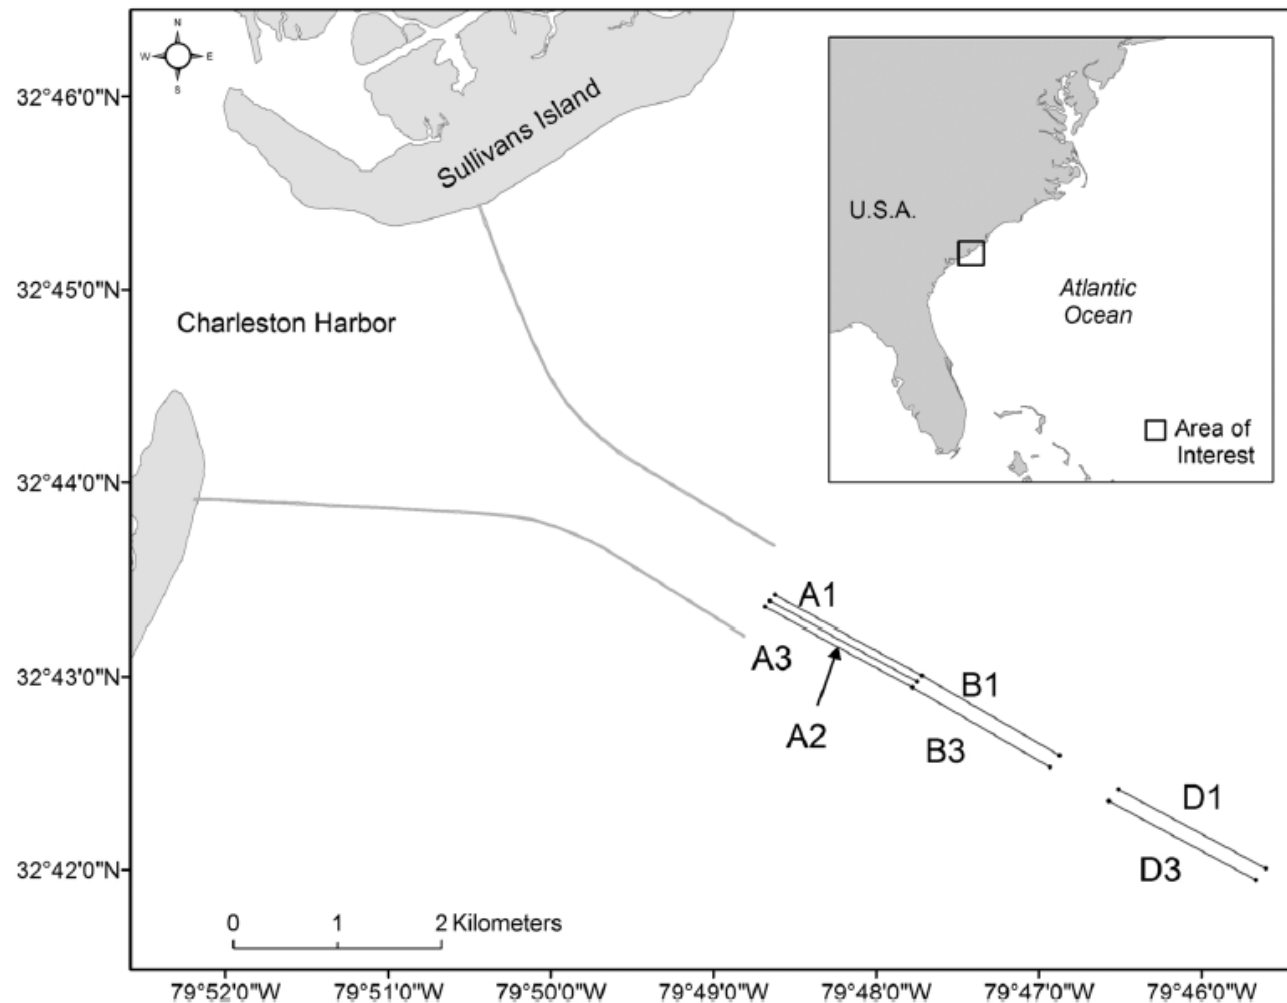 N
W E
S
32°46'0"N
32°45'0"N
32°44'0"N
32°43'0"N
32°42'0"N
Sullivans Island
Charleston Harbor
U.S.A.
Atlantic
Ocean
Area of
Interest
A1
A3
A2
B1
B3
D1
D3
0 1 2 Kilometers
79°52'0"W 79°51'0"W 79°50'0"W 79°49'0"W 79°48'0"W 79°47'0"W 79°46'0"W